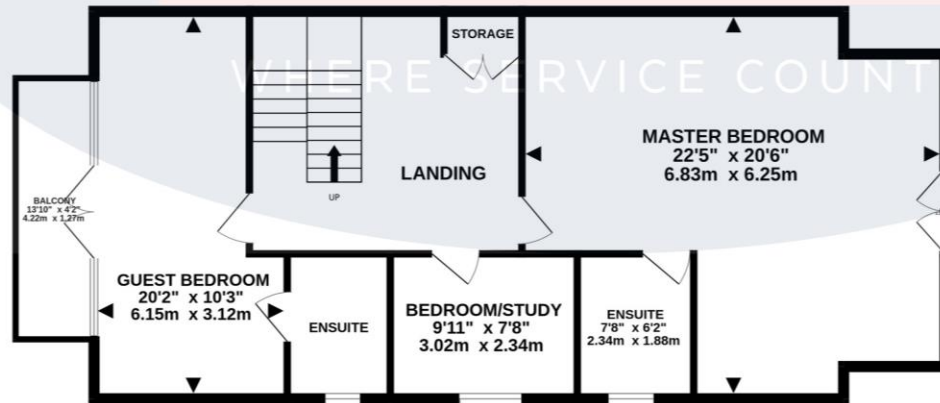 STORAGE
WHERE SERVICE COUNT
MASTER BEDROOM
22'5" x 20'6"
6.83m x 6.25m
LANDING
UP
BALCONY
13'10" x 4'2"
4.22m x 1.27m
GUEST BEDROOM
20'2" x 10'3"
6.15m x 3.12m
ENSUITE
BEDROOM/STUDY
9'11" x 7'8"
3.02m x 2.34m
ENSUITE
7'8" x 6'2"
2.34m x 1.88m